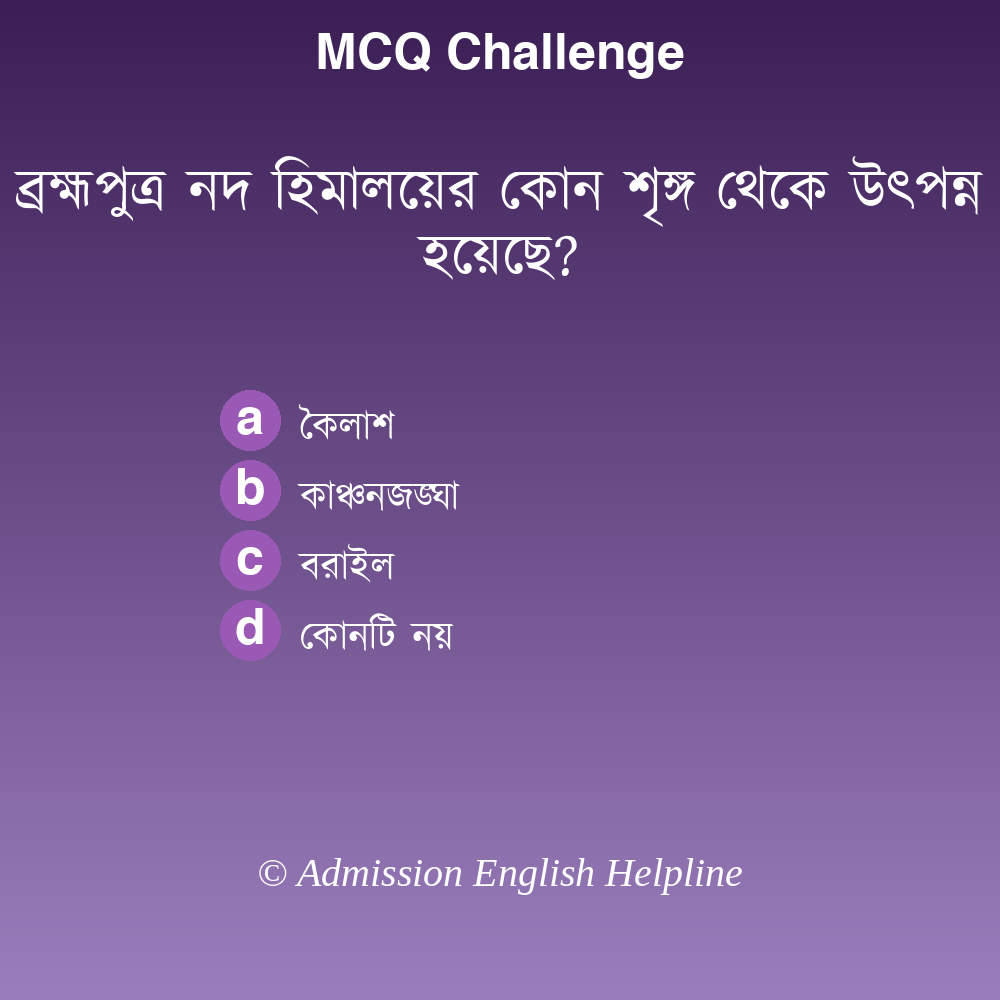 MCQ Challenge
ব্রহ্মপুত্র নদ হিমালয়ের কোন শৃঙ্গ থেকে উৎপন্ন
হয়েছে?
a কৈলাশ
b কাঞ্চনজঙ্ঘা
c বরাইল
d কোনটি নয়
© Admission English Helpline